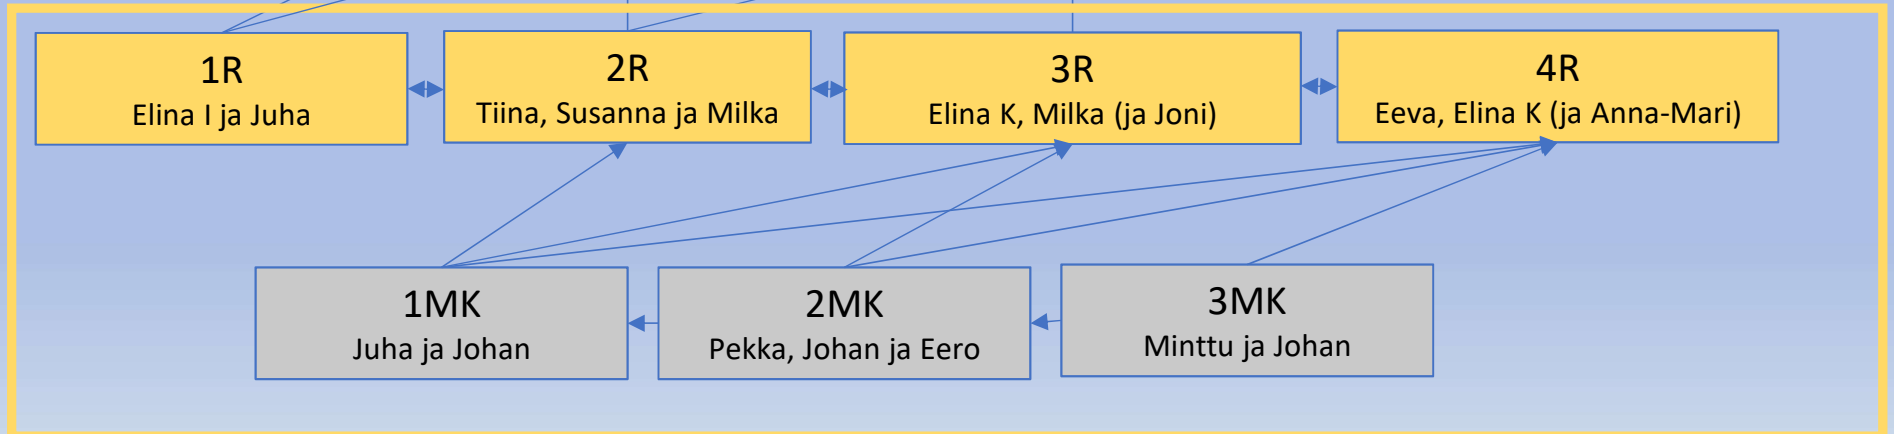 1R
Elina I ja Juha
2R
Tiina, Susanna ja Milka
3R
Elina K, Milka (ja Joni)
4R
Eeva, Elina K (ja Anna-Mari)
1MK
Juha ja Johan
2MK
Pekka, Johan ja Eero
3MK
Minttu ja Johan